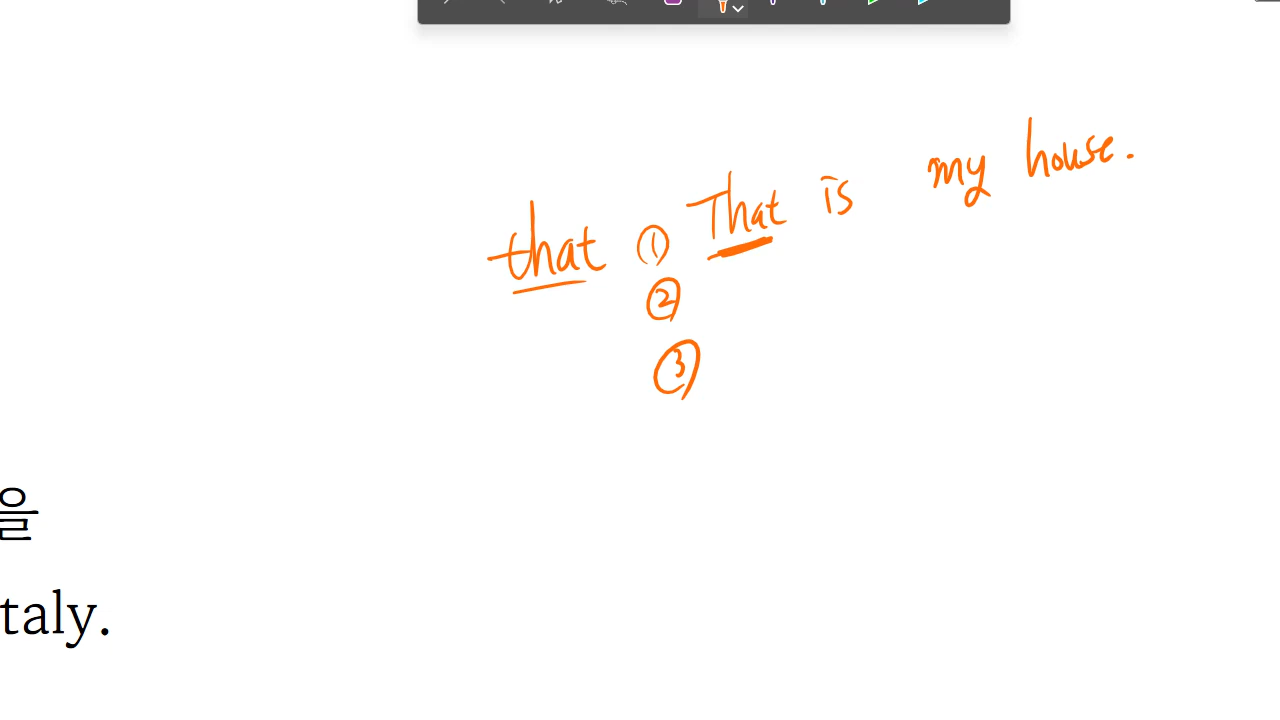 that ① That is my house.
②
③
을
taly.